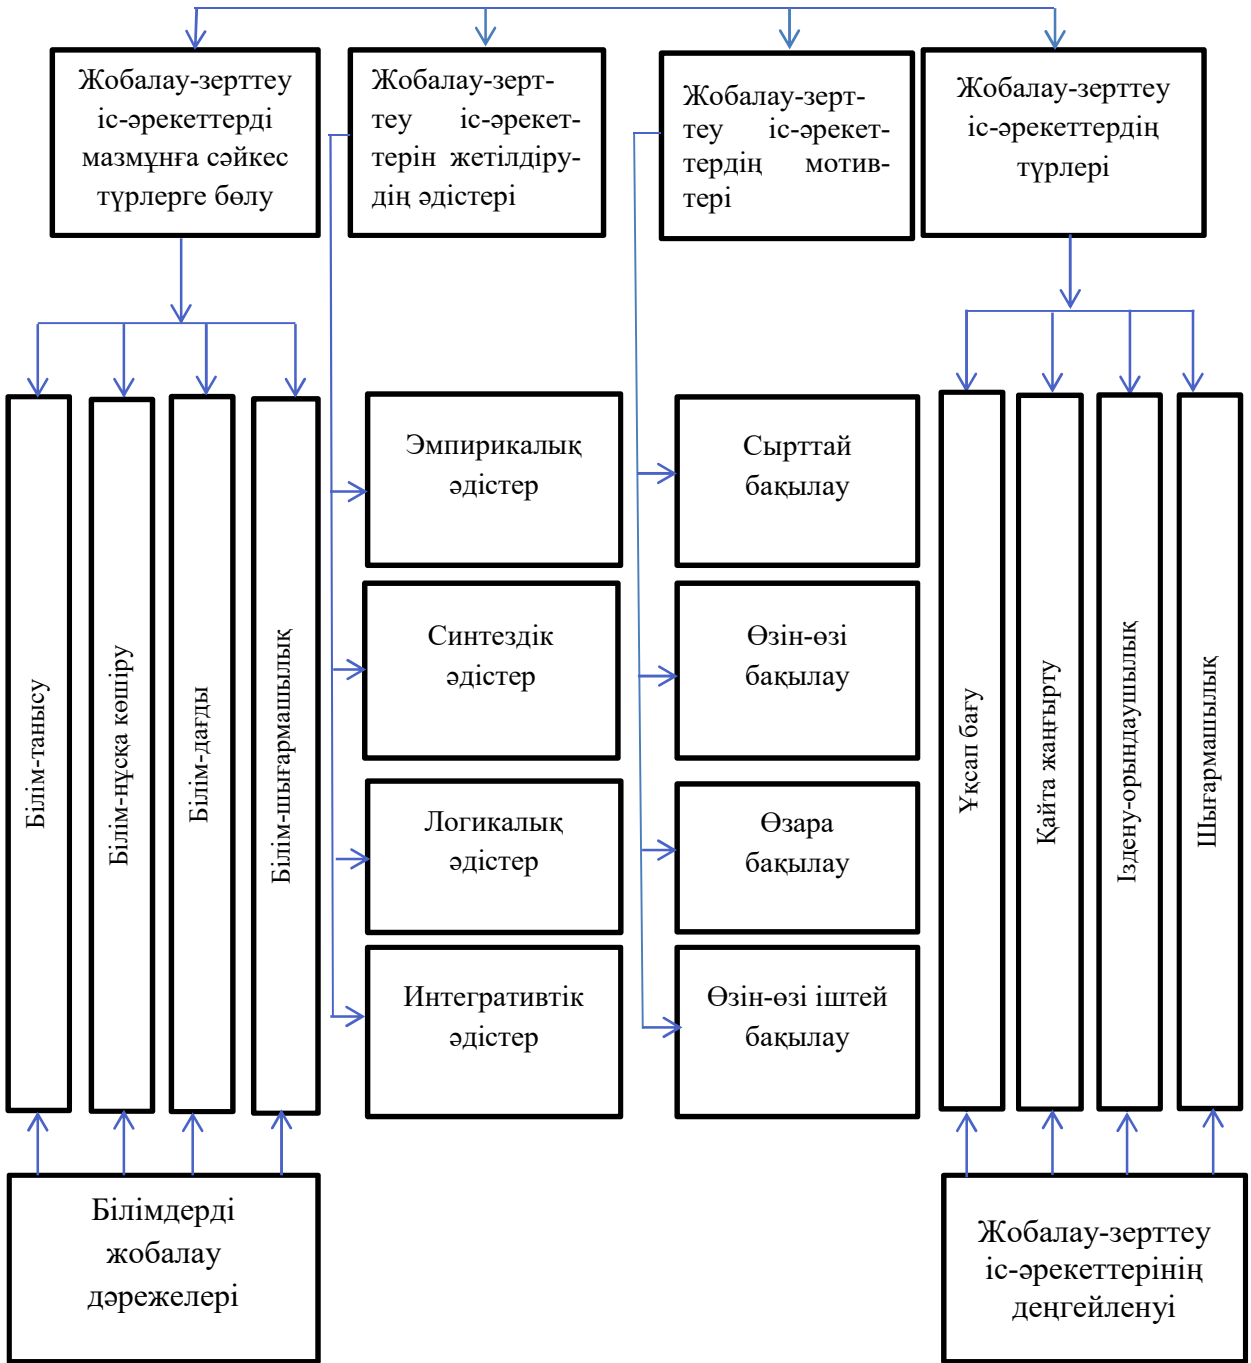 Жобалау-зерттеу
іс-әрекеттерді
мазмұнға сәйкес
түрлерге бөлу
Жобалау-зерт-
теу іс-әрекет-
терін жетілдіру-
дің әдістері
Жобалау-зерт-
теу іс-әрекет-
тердің мотив-
тері
Жобалау-зерттеу
іс-әрекеттердің
түрлері
Білім-танысу
Білім-нұсқа көшіру
Білім-дағды
Білім-шығармашылық
Эмпирикалық
әдістер
Синтездік
әдістер
Логикалық
әдістер
Интегративтік
әдістер
Сырттай
бақылау
Өзін-өзі
бақылау
Өзара
бақылау
Өзін-өзі іштей
бақылау
Ұқсап бағу
Қайта жаңғырту
Іздену-орындаушылық
Шығармашылық
Білімдерді
жобалау
дәрежелері
Жобалау-зерттеу
іс-әрекеттерінің
деңгейленуі